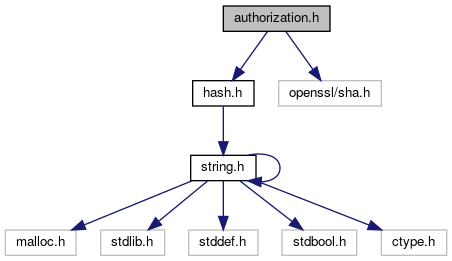 authorization.h
hash.h
openssl/sha.h
string.h
malloc.h
stdlib.h
stddef.h
stdbool.h
ctype.h